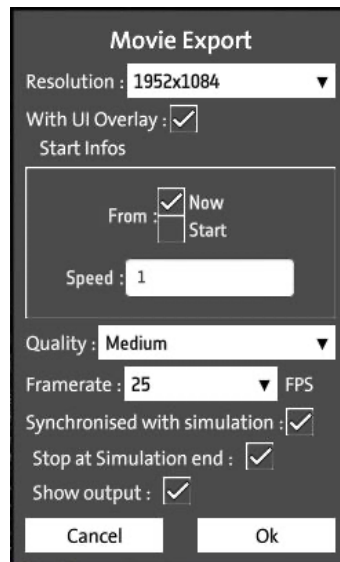 Movie Export
Resolution : 1952x1084
With UI Overlay :
Start Infos
From :
Now
Start
Speed : 1
Quality : Medium
Framerate : 25 FPS
Synchronised with simulation :
Stop at Simulation end :
Show output :
Cancel Ok